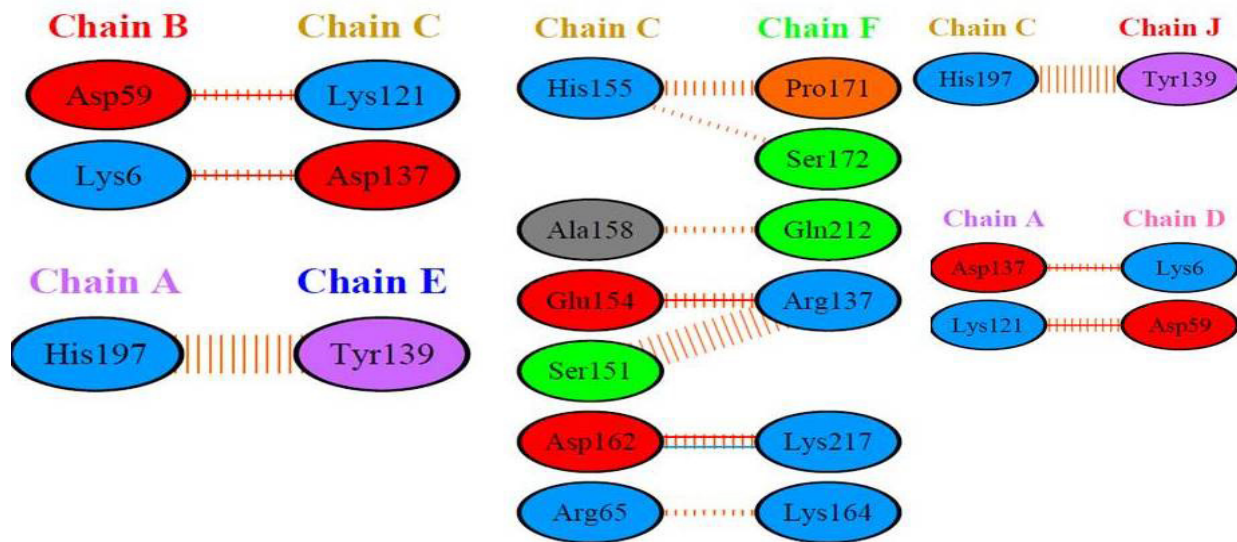 Chain B Chain C
Asp59 Lys121
Lys6 Asp137
Chain A Chain E
His197 Tyr139
Chain C Chain F
His155 Pro171
Ser172
Ala158 Gln212
Glu154 Arg137
Ser151
Asp162 Lys217
Arg65 Lys164
Chain C Chain J
His197 Tyr139
Chain A Chain D
Asp137 Lys6
Lys121 Asp59